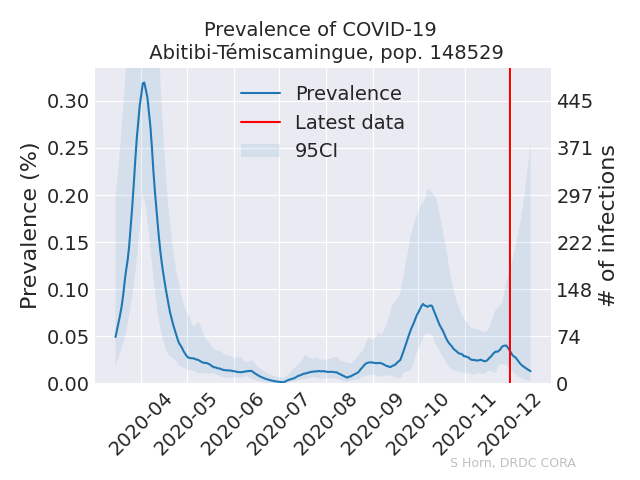 Prevalence of COVID-19
Abitibi-Témiscamingue, pop. 148529
Prevalence
Latest data
95CI
Prevalence (%)
0.30
0.25
0.20
0.15
0.10
0.05
0.00
445
371
297
222
148
74
0
# of infections
2020-04
2020-05
2020-06
2020-07
2020-08
2020-09
2020-10
2020-11
2020-12
S Horn, DRDC CORA